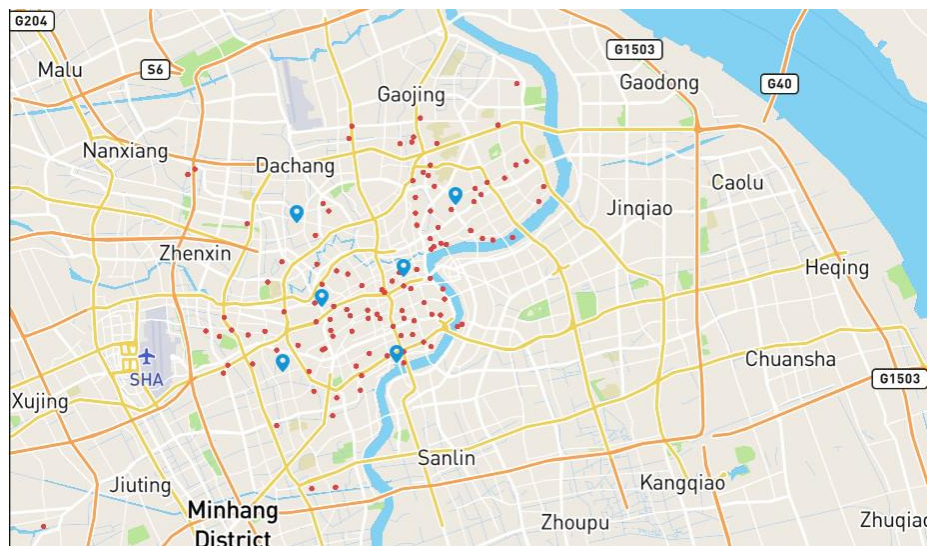 G204
G1503
Malu
S6
Gaodong
G40
Gaojing
Nanxiang
Dachang
Caolu
Jinqiao
Zhenxin
Heqing
Chuansha
SHA
G1503
Xujing
Sanlin
Jiuting
Kangqiao
Minhang
District
Zhoupu